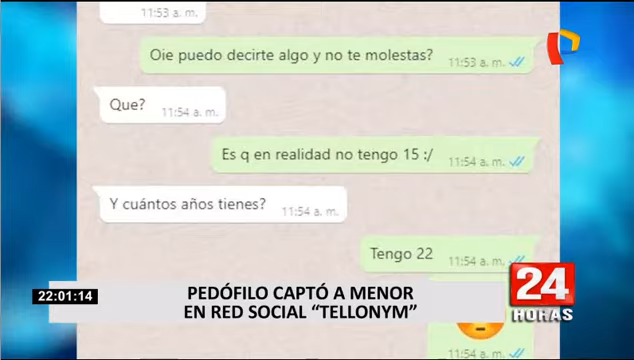 11:53 a. m.
Oie puedo decirte algo y no te molestas?
11:53 a. m.
Que?
11:54 a. m.
Es q en realidad no tengo 15 :/
11:54 a. m.
Y cuántos años tienes?
11:54 a. m.
Tengo 22
11:54 a. m.
22:01:14
PEDÓFILO CAPTÓ A MENOR
EN RED SOCIAL “TELLONYM”
24
HORAS
11:54 a. m.